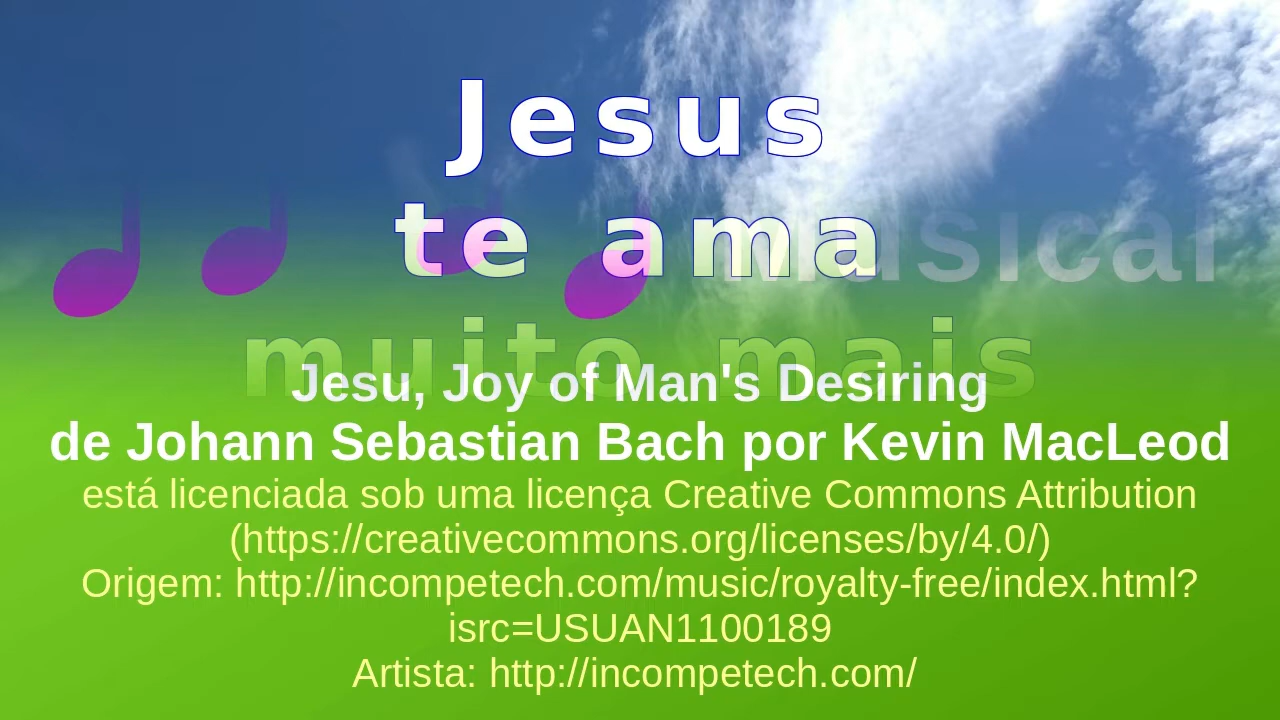 Jesus
te ama
musical
muito mais
Jesu, Joy of Man's Desiring
de Johann Sebastian Bach por Kevin MacLeod
está licenciada sob uma licença Creative Commons Attribution
(https://creativecommons.org/licenses/by/4.0/)
Origem: http://incompetech.com/music/royalty-free/index.html?
isrc=USUAN1100189
Artista: http://incompetech.com/